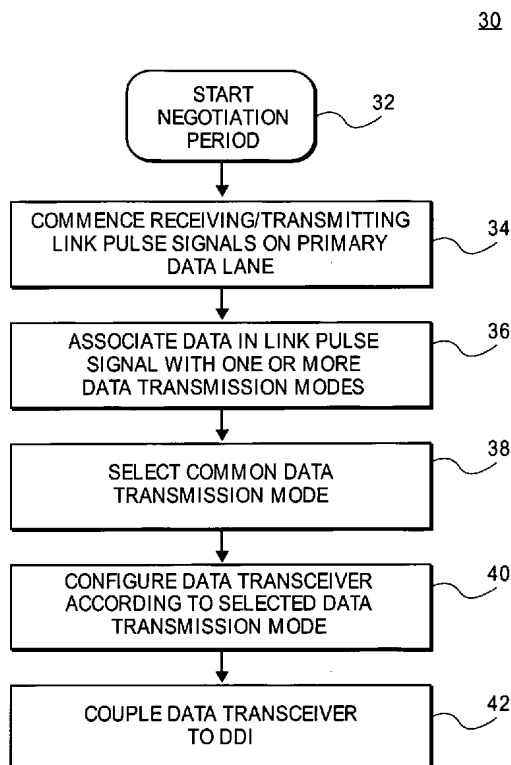 30
START
NEGOTIATION
PERIOD
32
COMMENCE RECEIVING/TRANSMITTING
LINK PULSE SIGNALS ON PRIMARY
DATA LANE
34
ASSOCIATE DATA IN LINK PULSE
SIGNAL WITH ONE OR MORE
DATA TRANSMISSION MODES
36
SELECT COMMON DATA
TRANSMISSION MODE
38
CONFIGURE DATA TRANSCEIVER
ACCORDING TO SELECTED DATA
TRANSMISSION MODE
40
COUPLE DATA TRANSCEIVER
TO DDI
42